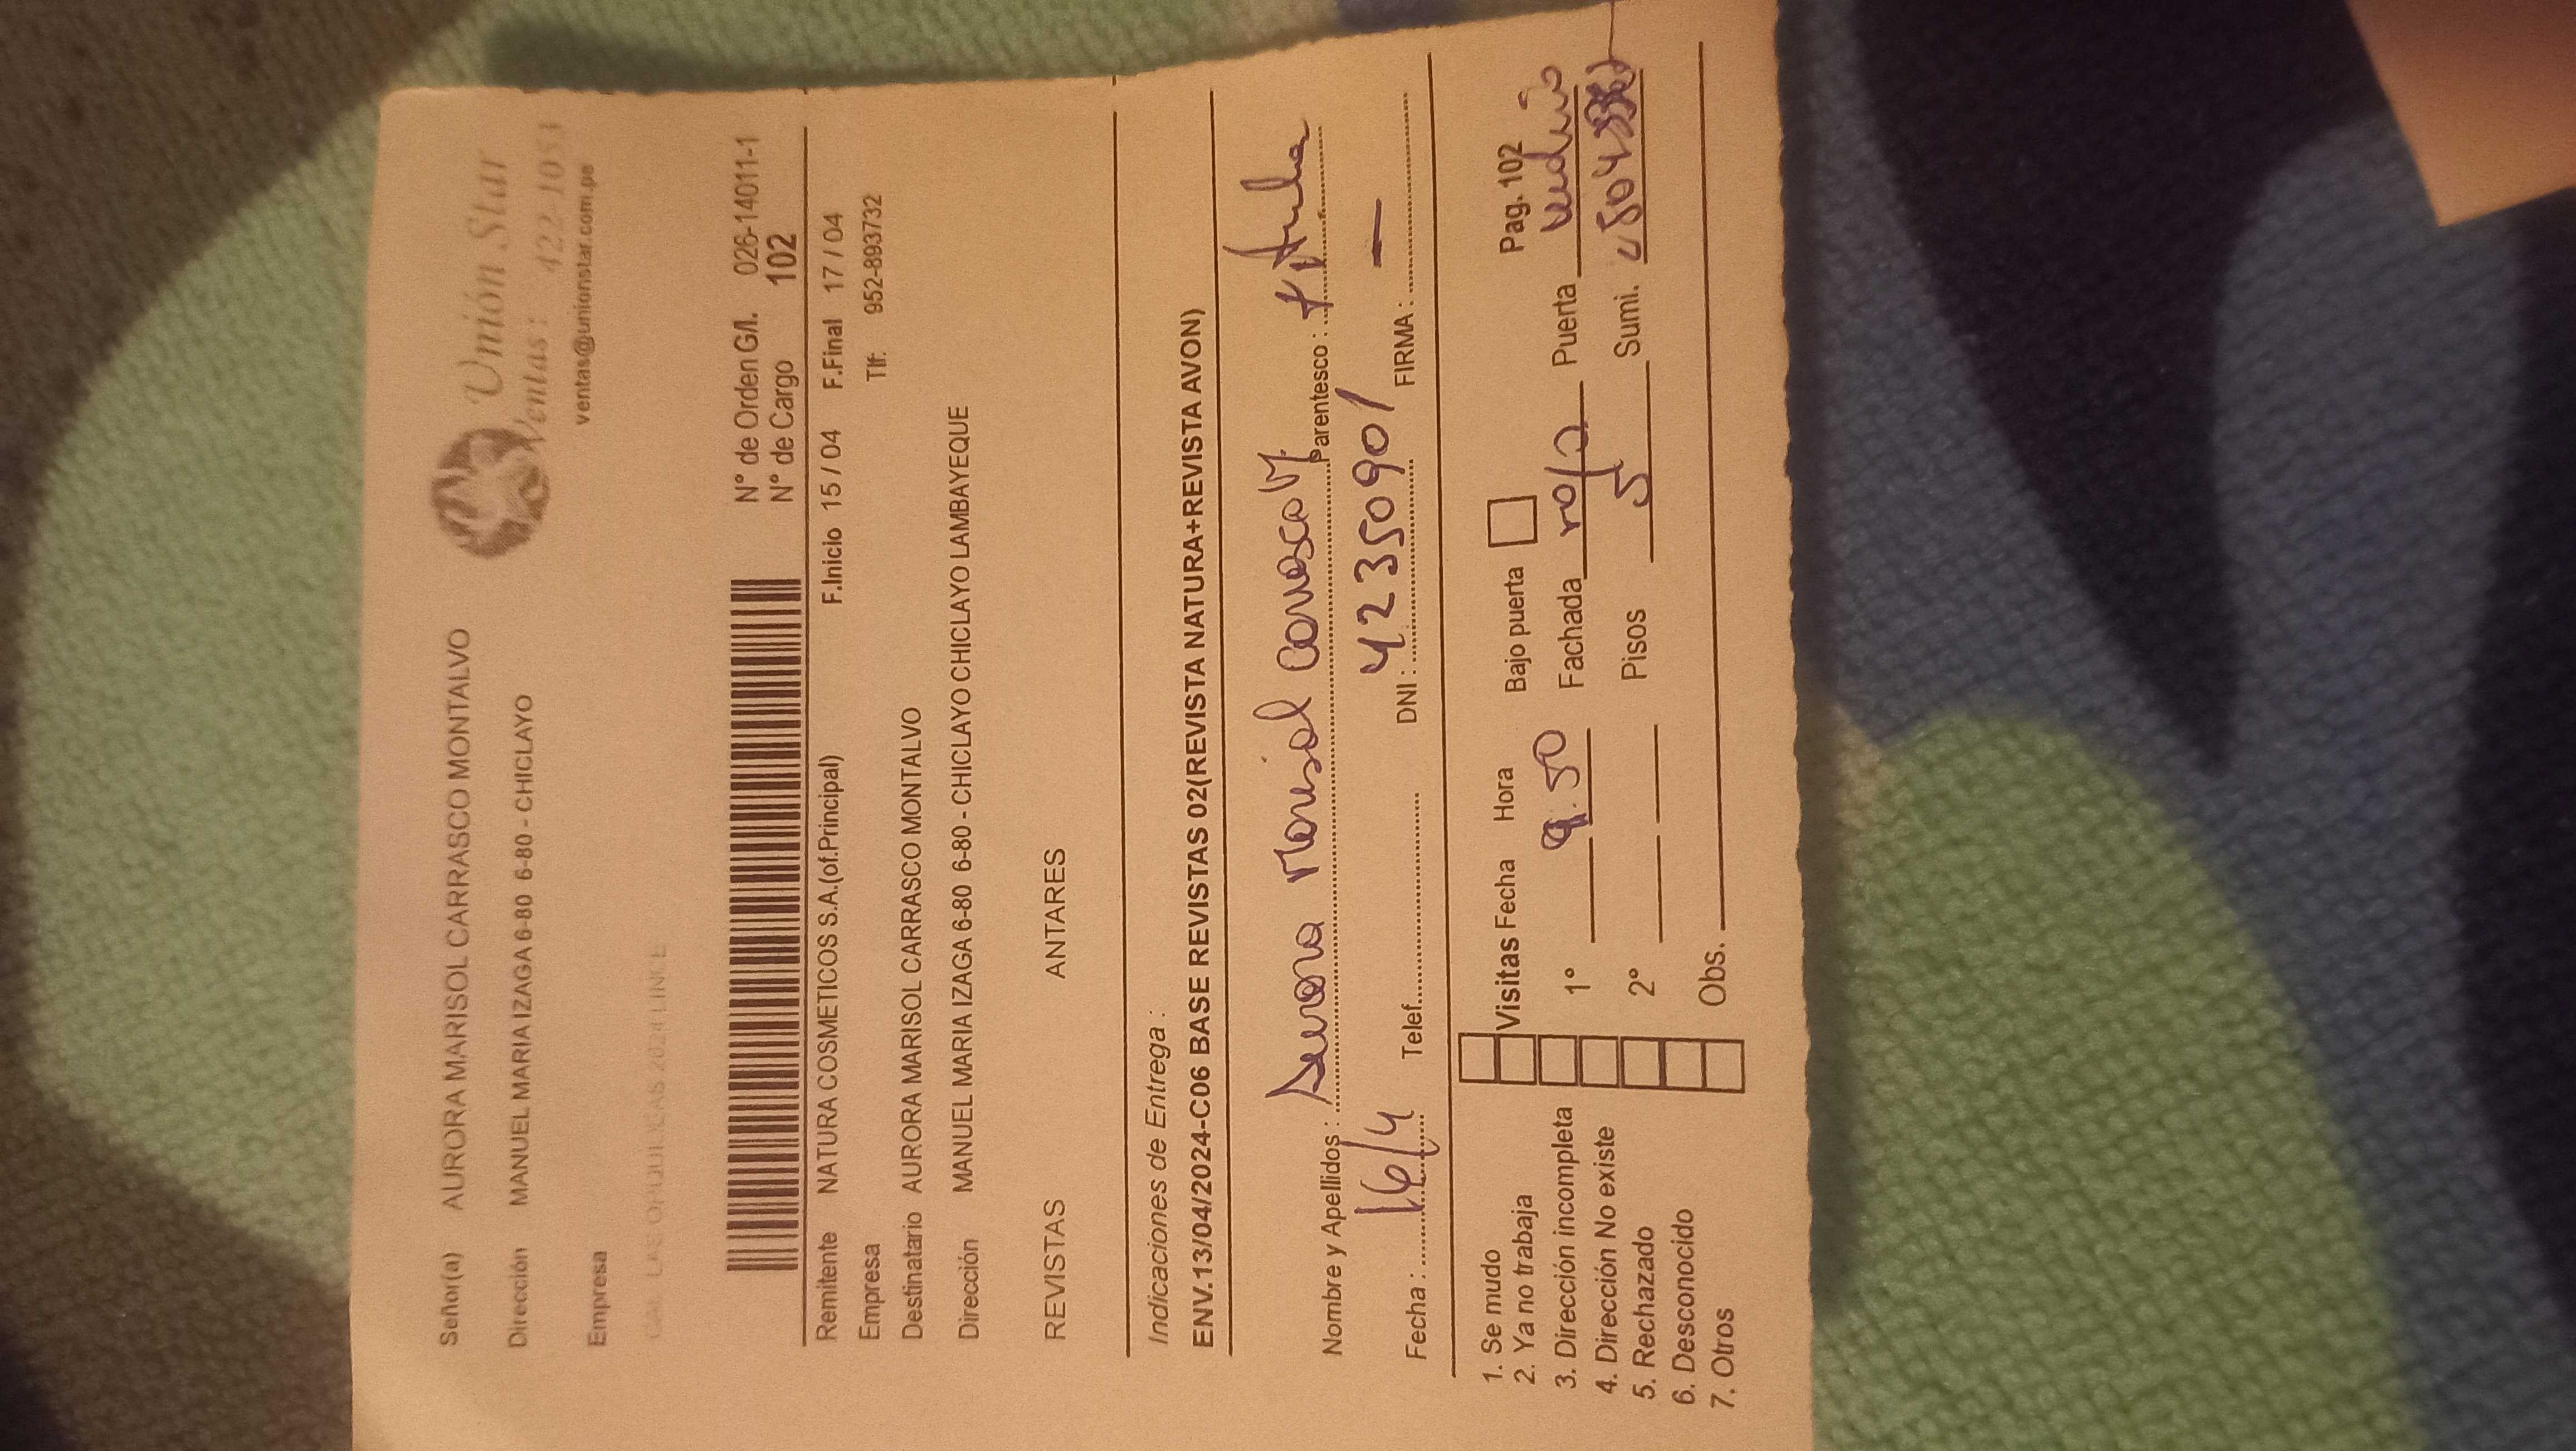 Señor(a) AURORA MARISOL CARRASCO MONTALVO
Dirección MANUEL MARIA IZAGA 6-80 6-80 - CHICLAYO
Empresa
Unión Star
Ventas: 422-1051
ventas@unionstar.com.pe
N° de Orden G/I. 026-14011-1
N° de Cargo 102
Remitente NATURA COSMETICOS S.A.(of.Principal) F.Inicio 15 / 04 F.Final 17 / 04
Empresa Tlf. 952-893732
Destinatario AURORA MARISOL CARRASCO MONTALVO
Dirección MANUEL MARIA IZAGA 6-80 6-80 - CHICLAYO CHICLAYO CHICLAYO LAMBAYEQUE
REVISTAS ANTARES
Indicaciones de Entrega :
ENV.13/04/2024-C06 BASE REVISTAS 02(REVISTA NATURA+REVISTA AVON)
Nombre y Apellidos : Aurora Marisol Carrasco M. Parentesco : titular
Fecha : 16/4 Telef. DNI : 42350901 FIRMA : —
1. Se mudo
2. Ya no trabaja
3. Dirección incompleta
4. Dirección No existe
5. Rechazado
6. Desconocido
7. Otros
Visitas Fecha Hora Bajo puerta Pag. 102
1° 9:50 Fachada Puerta
2° Pisos 5 Sumi.
Obs.